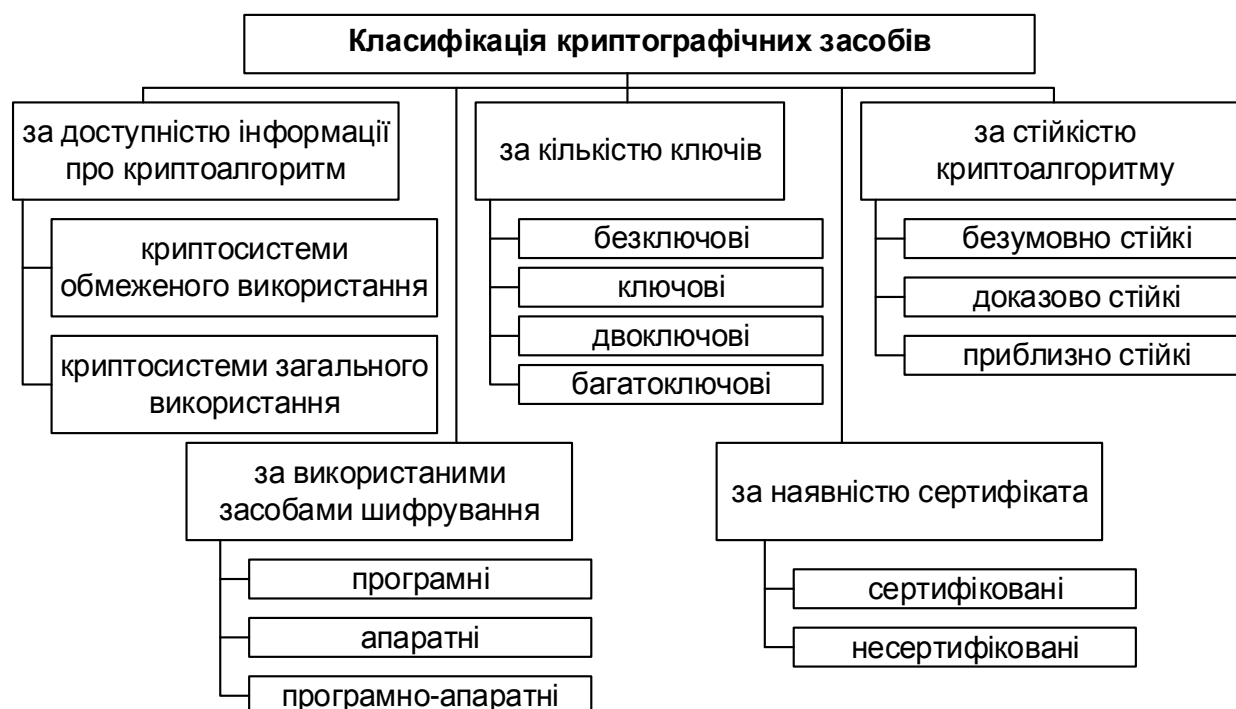 Класифікація криптографічних засобів
за доступністю інформації
про криптоалгоритм
криптосистеми
обмеженого використання
криптосистеми загального
використання
за кількістю ключів
безключові
ключові
двоключові
багатоключові
за стійкістю
криптоалгоритму
безумовно стійкі
доказово стійкі
приблизно стійкі
за використаними
засобами шифрування
програмні
апаратні
програмно-апаратні
за наявністю сертифіката
сертифіковані
несертифіковані